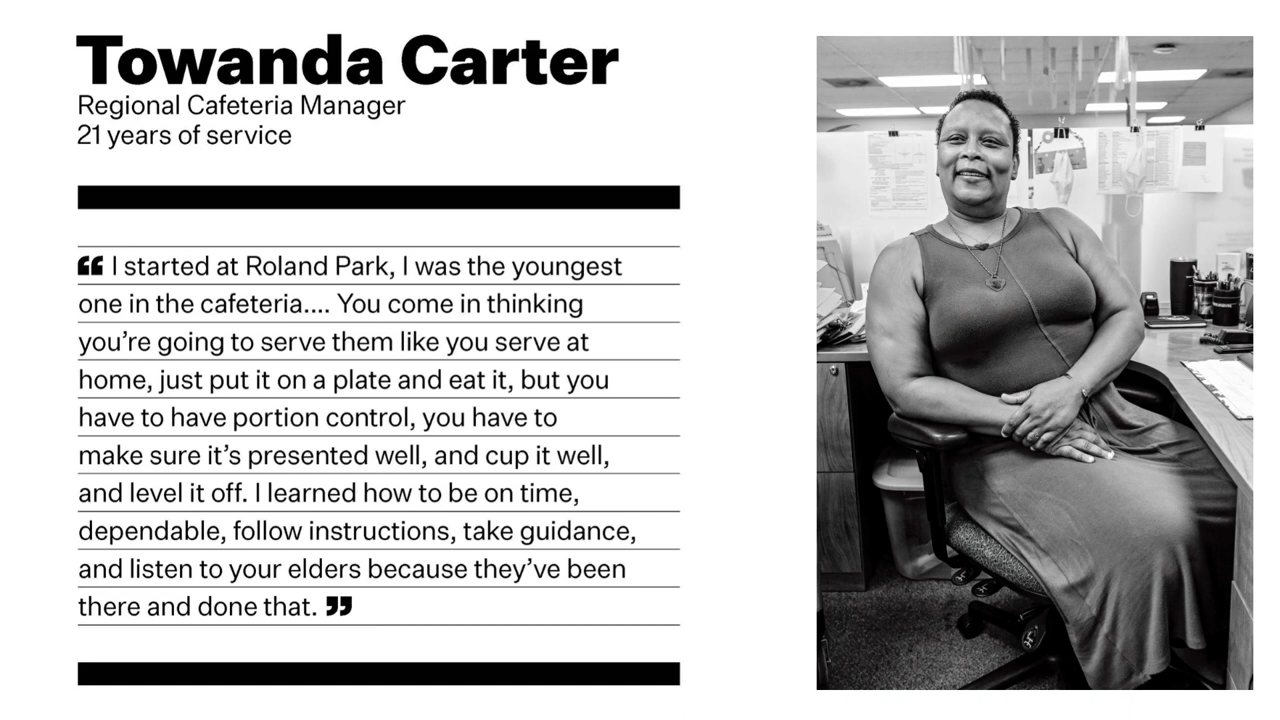 Towanda Carter
Regional Cafeteria Manager
21 years of service
“ I started at Roland Park, I was the youngest
one in the cafeteria.... You come in thinking
you’re going to serve them like you serve at
home, just put it on a plate and eat it, but you
have to have portion control, you have to
make sure it’s presented well, and cup it well,
and level it off. I learned how to be on time,
dependable, follow instructions, take guidance,
and listen to your elders because they’ve been
there and done that. ”